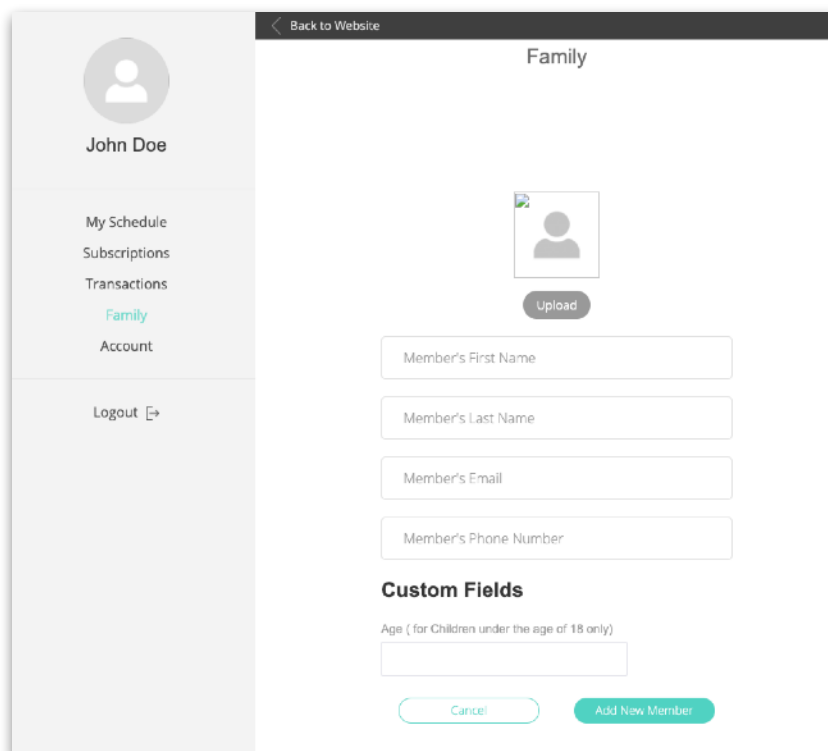 Back to Website
John Doe
My Schedule
Subscriptions
Transactions
Family
Account
Logout
Family
Upload
Member's First Name
Member's Last Name
Member's Email
Member's Phone Number
Custom Fields
Age ( for Children under the age of 18 only)
Cancel
Add New Member